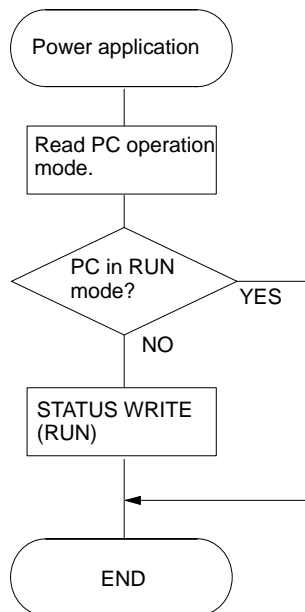 Power application
Read PC operation
mode.
PC in RUN
mode?
YES
NO
STATUS WRITE
(RUN)
END